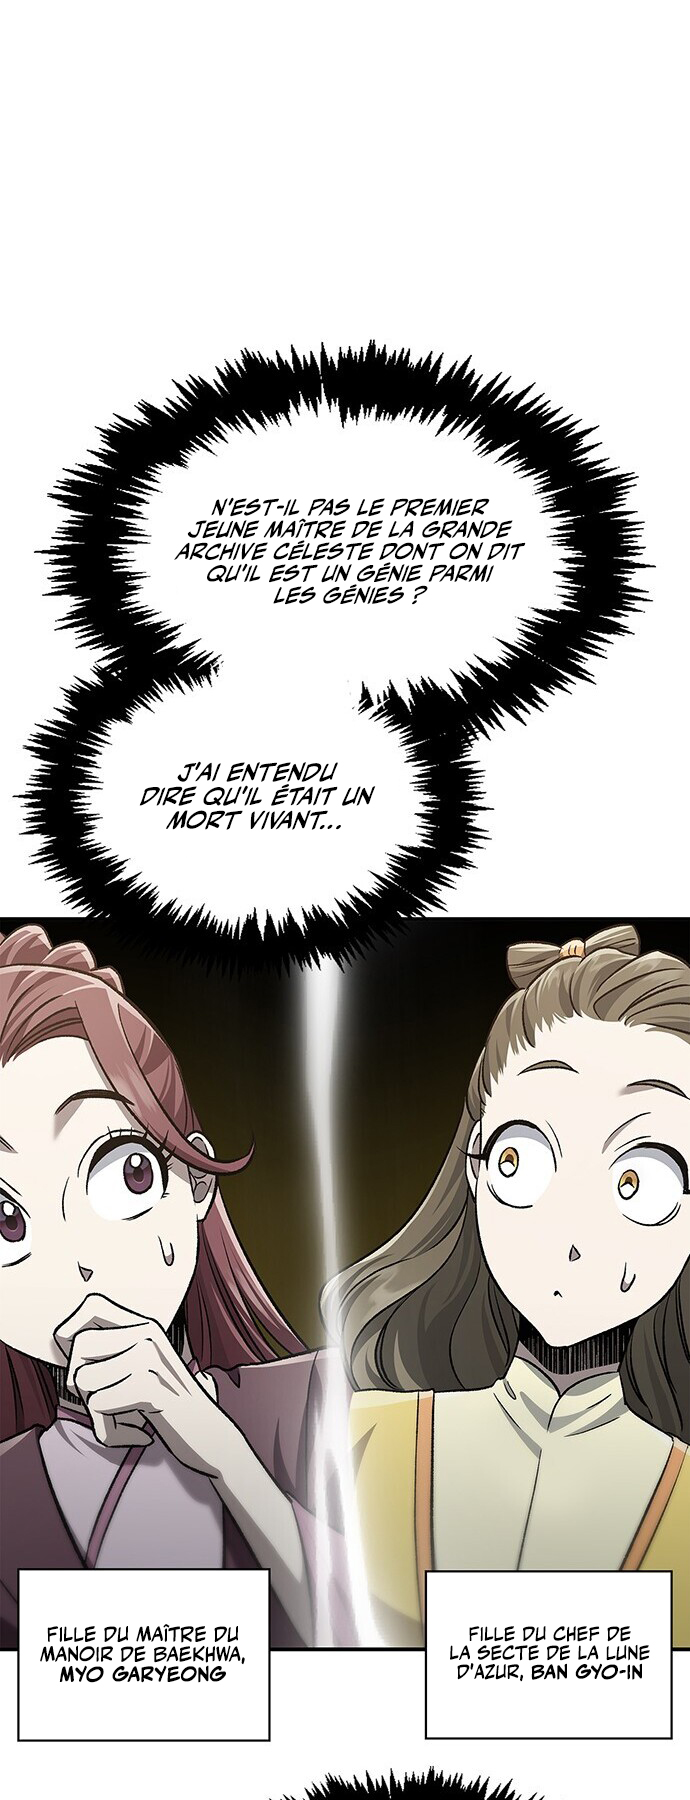 N'EST-IL PAS LE PREMIER
JEUNE MAÎTRE DE LA GRANDE
ARCHIVE CÉLESTE DONT ON DIT
QU'IL EST UN GÉNIE PARMI
LES GÉNIES ?
J'AI ENTENDU
DIRE QU'IL ÉTAIT UN
MORT VIVANT...
FILLE DU MAÎTRE DU
MANOIR DE BAEKHWA,
MYO GARYEONG
FILLE DU CHEF DE
LA SECTE DE LA LUNE
D'AZUR, BAN GYO-IN